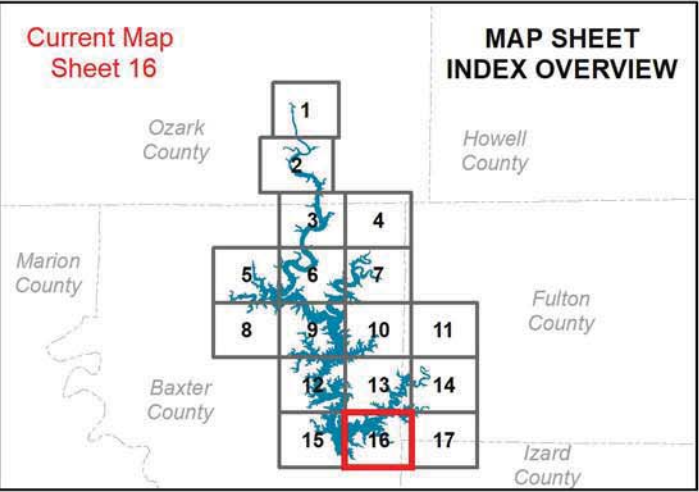 Current Map
Sheet 16
MAP SHEET
INDEX OVERVIEW
1
Ozark
County
Howell
County
2
3
4
Marion
County
5
6
7
Fulton
County
8
9
10
11
Baxter
County
12
13
14
15
16
17
Izard
County